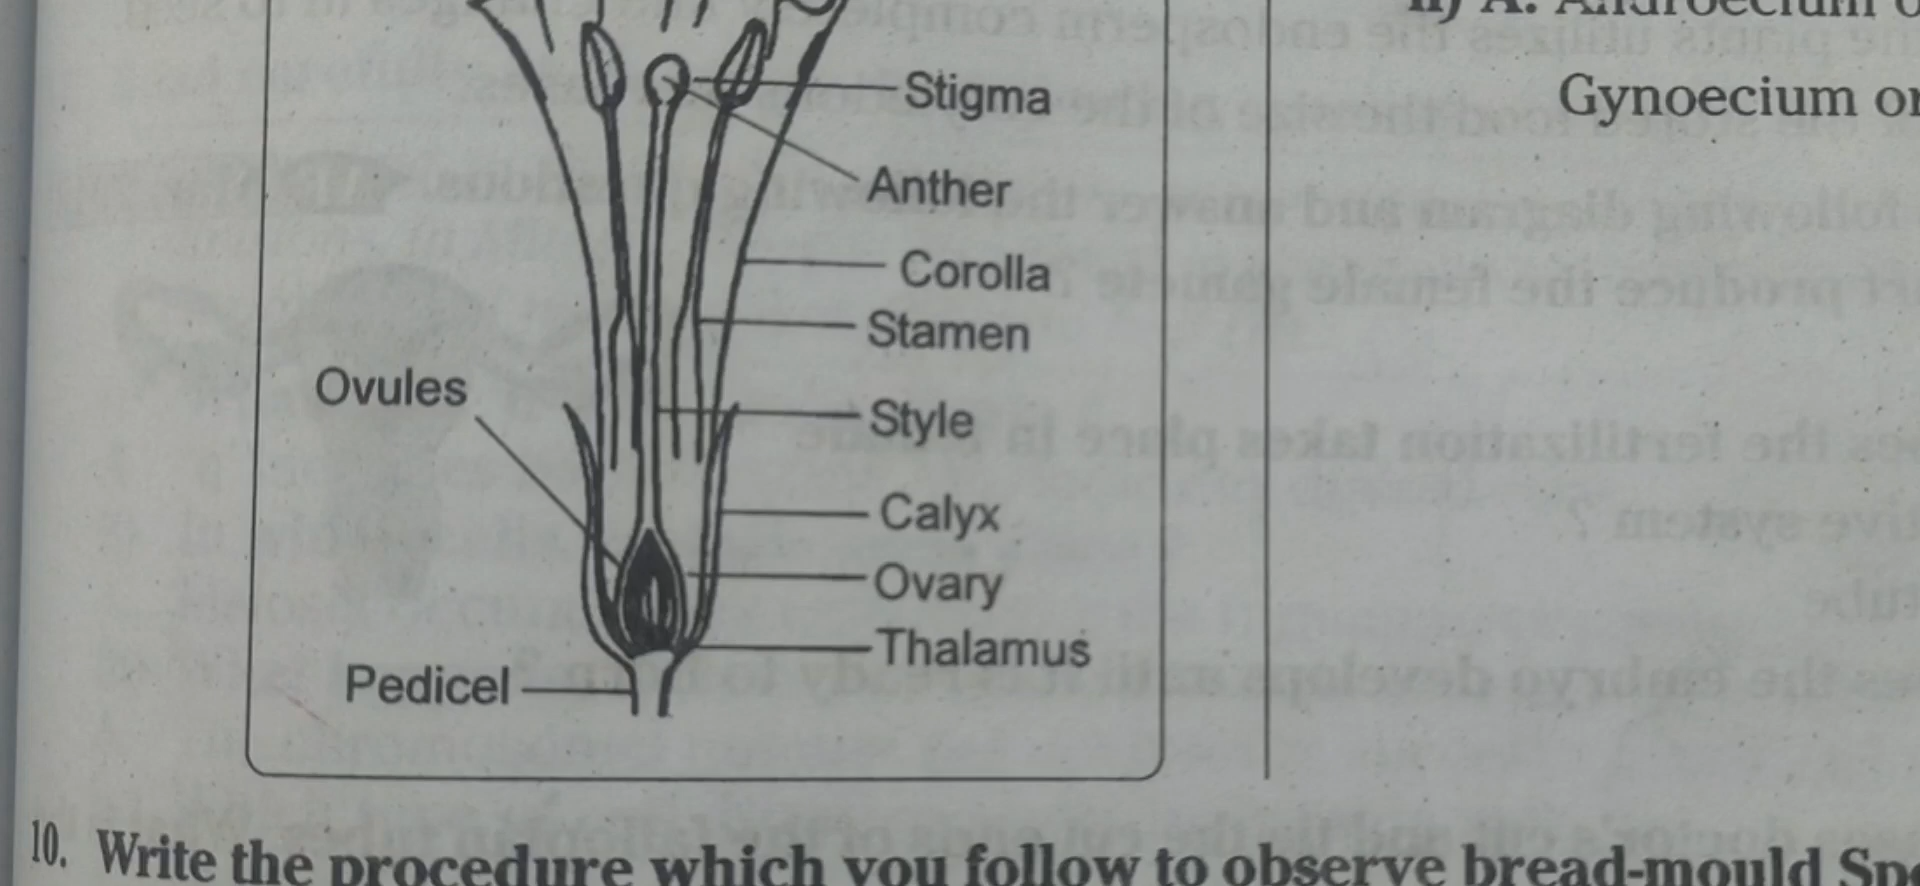 Stigma
Anther
Corolla
Stamen
Ovules
Style
Calyx
Ovary
Thalamus
Pedicel
Gynoecium or
10. Write the procedure which you follow to observe bread-mould